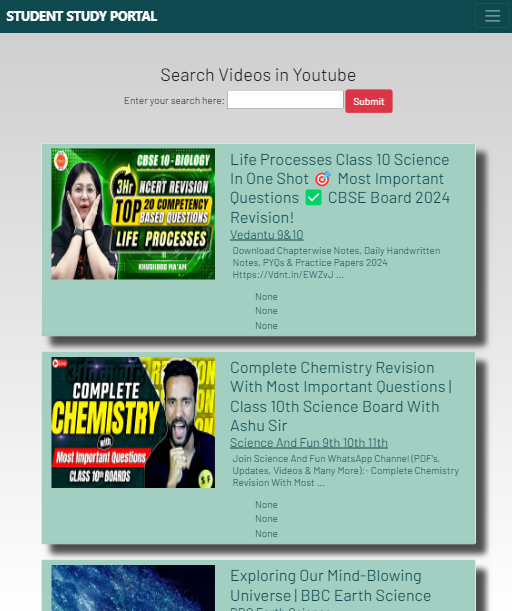 STUDENT STUDY PORTAL
Search Videos in Youtube
Enter your search here:
Submit
CBSE 10 - BIOLOGY
3Hr NCERT REVISION
TOP 20 COMPETENCY
BASED QUESTIONS
LIFE PROCESSES
KHUSHBOO MA'AM
Life Processes Class 10 Science
In One Shot 🎯 Most Important
Questions ✅ CBSE Board 2024
Revision!
Vedantu 9&10
Download Chapterwise Notes, Daily Handwritten
Notes, PYQs & Practice Papers 2024
Https://Vdnt.In/EWZvJ ...
None
None
None
Live
COMPLETE
CHEMISTRY
with
Most Important Questions
CLASS 10th BOARDS
SF
Complete Chemistry Revision
With Most Important Questions |
Class 10th Science Board With
Ashu Sir
Science And Fun 9th 10th 11th
Join Science And Fun WhatsApp Channel (PDF's,
Updates, Videos & Many More):- Complete Chemistry
Revision With Most ...
None
None
None
Exploring Our Mind-Blowing
Universe | BBC Earth Science
BBC Earth Science